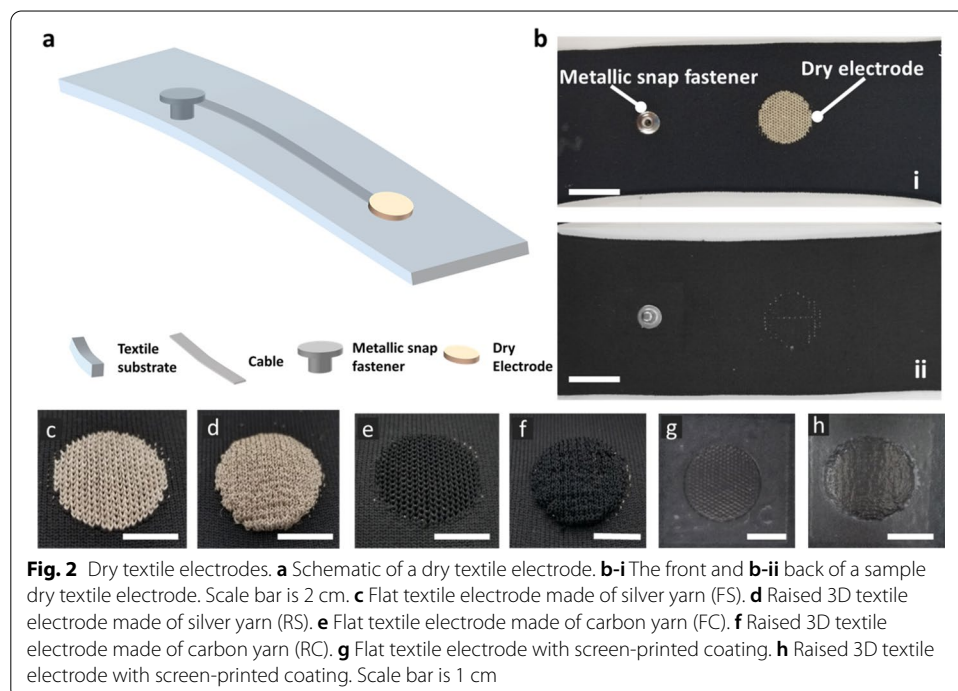 a
b
Metallic snap fastener
Dry electrode
i
ii
Textile
substrate
Cable
Metallic snap
fastener
Dry
Electrode
c
d
e
f
g
h
Fig. 2 Dry textile electrodes. a Schematic of a dry textile electrode. b-i The front and b-ii back of a sample
dry textile electrode. Scale bar is 2 cm. c Flat textile electrode made of silver yarn (FS). d Raised 3D textile
electrode made of silver yarn (RS). e Flat textile electrode made of carbon yarn (FC). f Raised 3D textile
electrode made of carbon yarn (RC). g Flat textile electrode with screen-printed coating. h Raised 3D textile
electrode with screen-printed coating. Scale bar is 1 cm